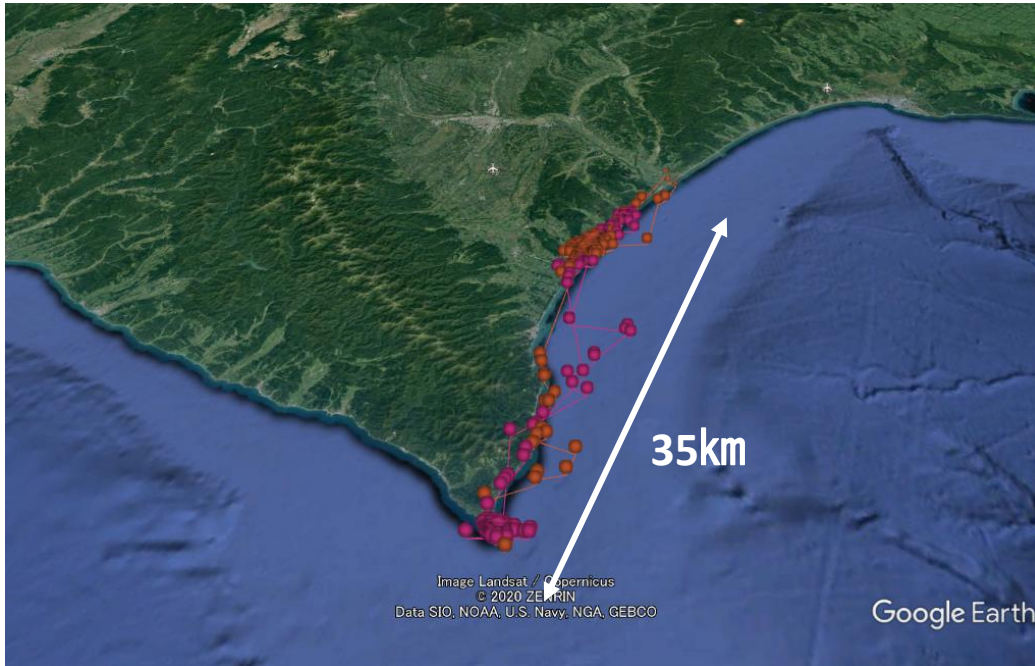 35km
Image Landsat / Copernicus
© 2020 ZENRIN
Data SIO, NOAA, U.S. Navy, NGA, GEBCO
Google Earth